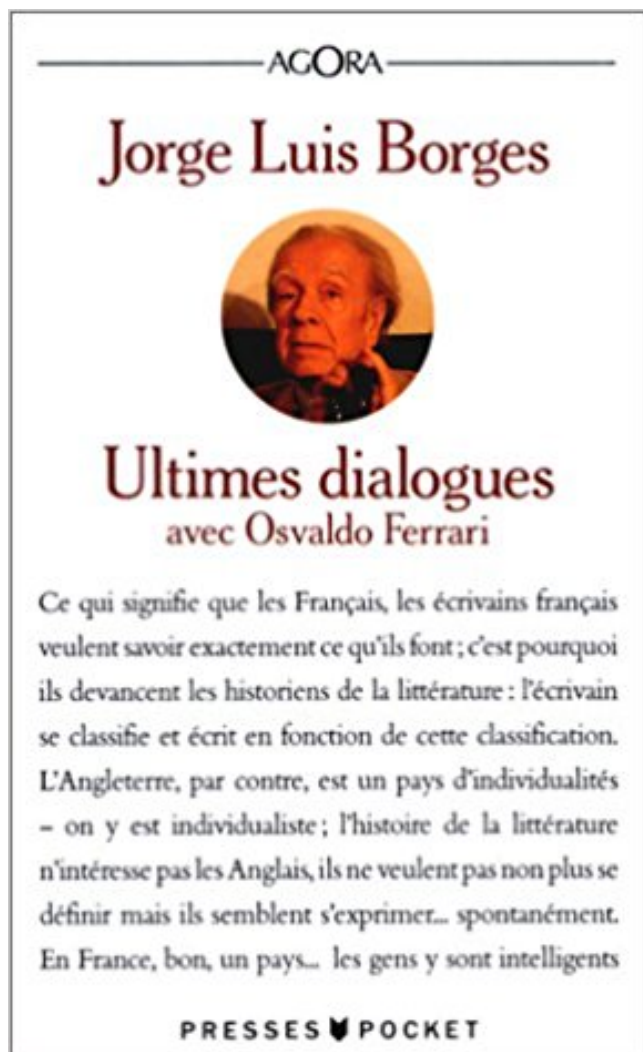 AGORA
Jorge Luis Borges
Ultimes dialogues
avec Osvaldo Ferrari
Ce qui signifie que les Français, les écrivains français
veulent savoir exactement ce qu'ils font ; c'est pourquoi
ils devancent les historiens de la littérature : l'écrivain
se classifie et écrit en fonction de cette classification.
L'Angleterre, par contre, est un pays d'individualités
– on y est individualiste ; l'histoire de la littérature
n'intéresse pas les Anglais, ils ne veulent pas non plus se
définir mais ils semblent s'exprimer... spontanément.
En France, bon, un pays... les gens y sont intelligents
PRESSES POCKET